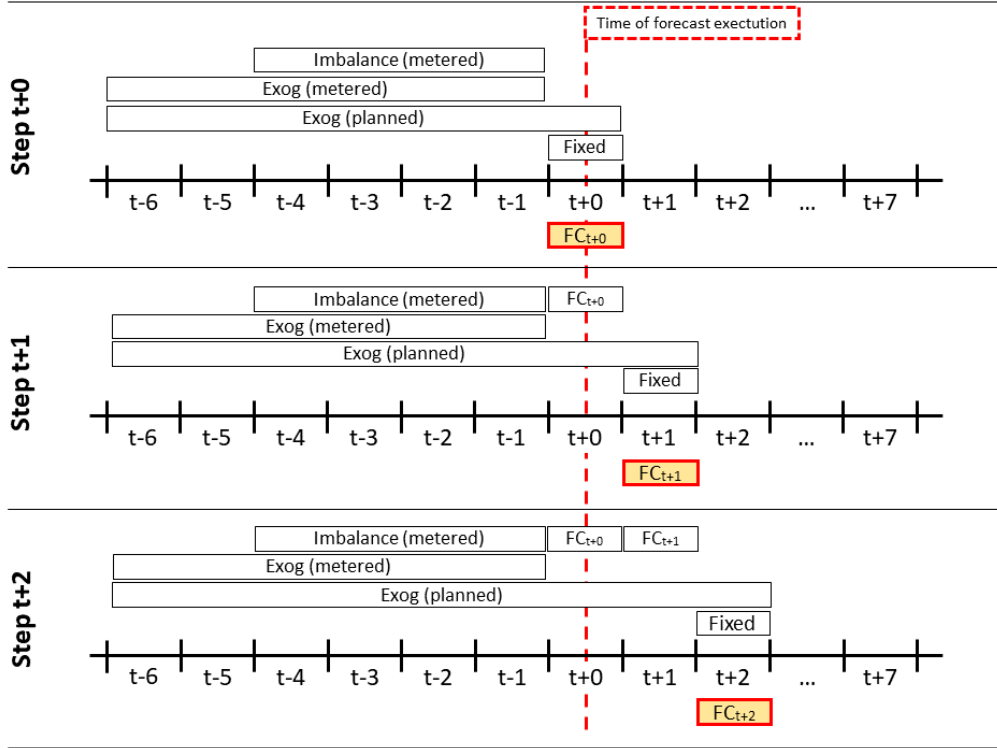 Time of forecast exectution
Step t+0
Imbalance (metered)
Exog (metered)
Exog (planned)
Fixed
t-6 t-5 t-4 t-3 t-2 t-1 t+0 t+1 t+2 ... t+7
FCt+0
Step t+1
Imbalance (metered) FCt+0
Exog (metered)
Exog (planned)
Fixed
t-6 t-5 t-4 t-3 t-2 t-1 t+0 t+1 t+2 ... t+7
FCt+1
Step t+2
Imbalance (metered) FCt+0 FCt+1
Exog (metered)
Exog (planned)
Fixed
t-6 t-5 t-4 t-3 t-2 t-1 t+0 t+1 t+2 ... t+7
FCt+2